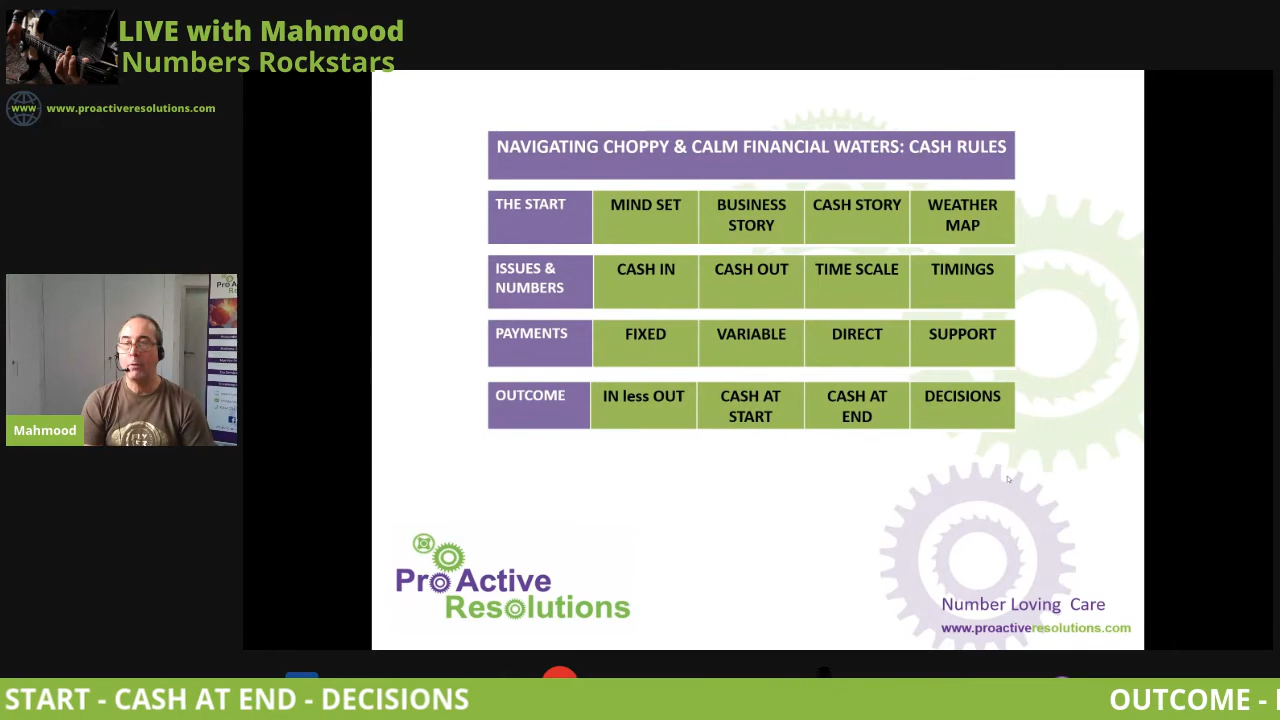 LIVE with Mahmood
Numbers Rockstars
www
www.proactiveresolutions.com
NAVIGATING CHOPPY & CALM FINANCIAL WATERS: CASH RULES
THE START
MIND SET
BUSINESS
STORY
CASH STORY
WEATHER
MAP
ISSUES &
NUMBERS
CASH IN
CASH OUT
TIME SCALE
TIMINGS
PAYMENTS
FIXED
VARIABLE
DIRECT
SUPPORT
OUTCOME
IN less OUT
CASH AT
START
CASH AT
END
DECISIONS
Mahmood
ProActive
Resolutions
Number Loving Care
www.proactiveresolutions.com
START - CASH AT END - DECISIONS
OUTCOME -